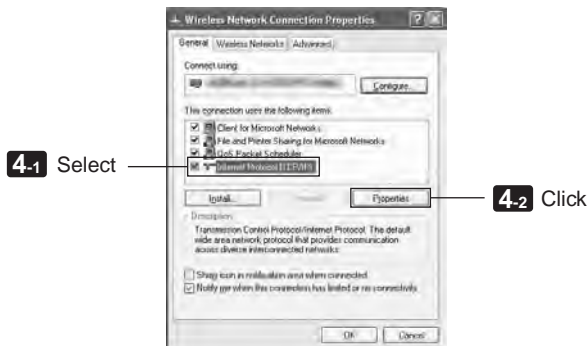 Wireless Network Connection Properties
General Wireless Networks Advanced
Connect using:
Configure...
This connection uses the following items:
Client for Microsoft Networks
File and Printer Sharing for Microsoft Networks
QoS Packet Scheduler
4-1 Select
Internet Protocol (TCP/IP)
Install...
Properties
4-2 Click
Description
Transmission Control Protocol/Internet Protocol. The default
wide area network protocol that provides communication
across diverse interconnected networks.
Show icon in notification area when connected
Notify me when this connection has limited or no connectivity
OK Cancel